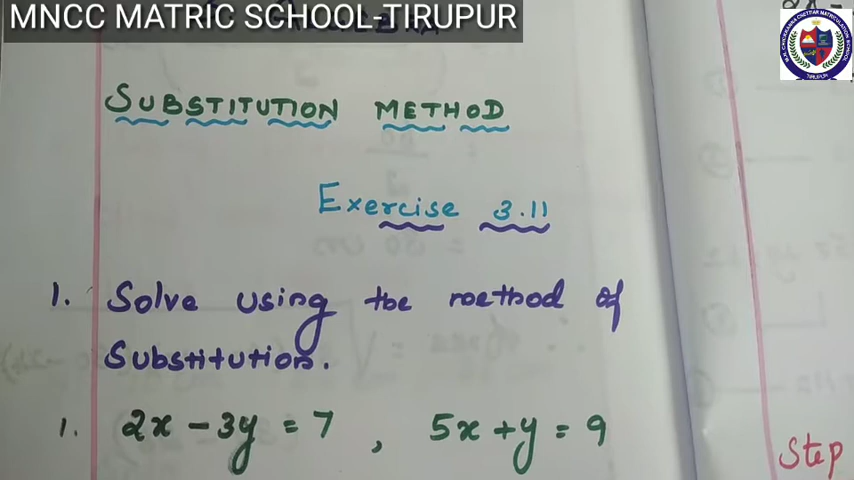 MNCC MATRIC SCHOOL-TIRUPUR
SUBSTITUTION METHOD
Exercise 3.11
1. Solve using the method of
Substitution.
1. 2x - 3y = 7 , 5x + y = 9
Step